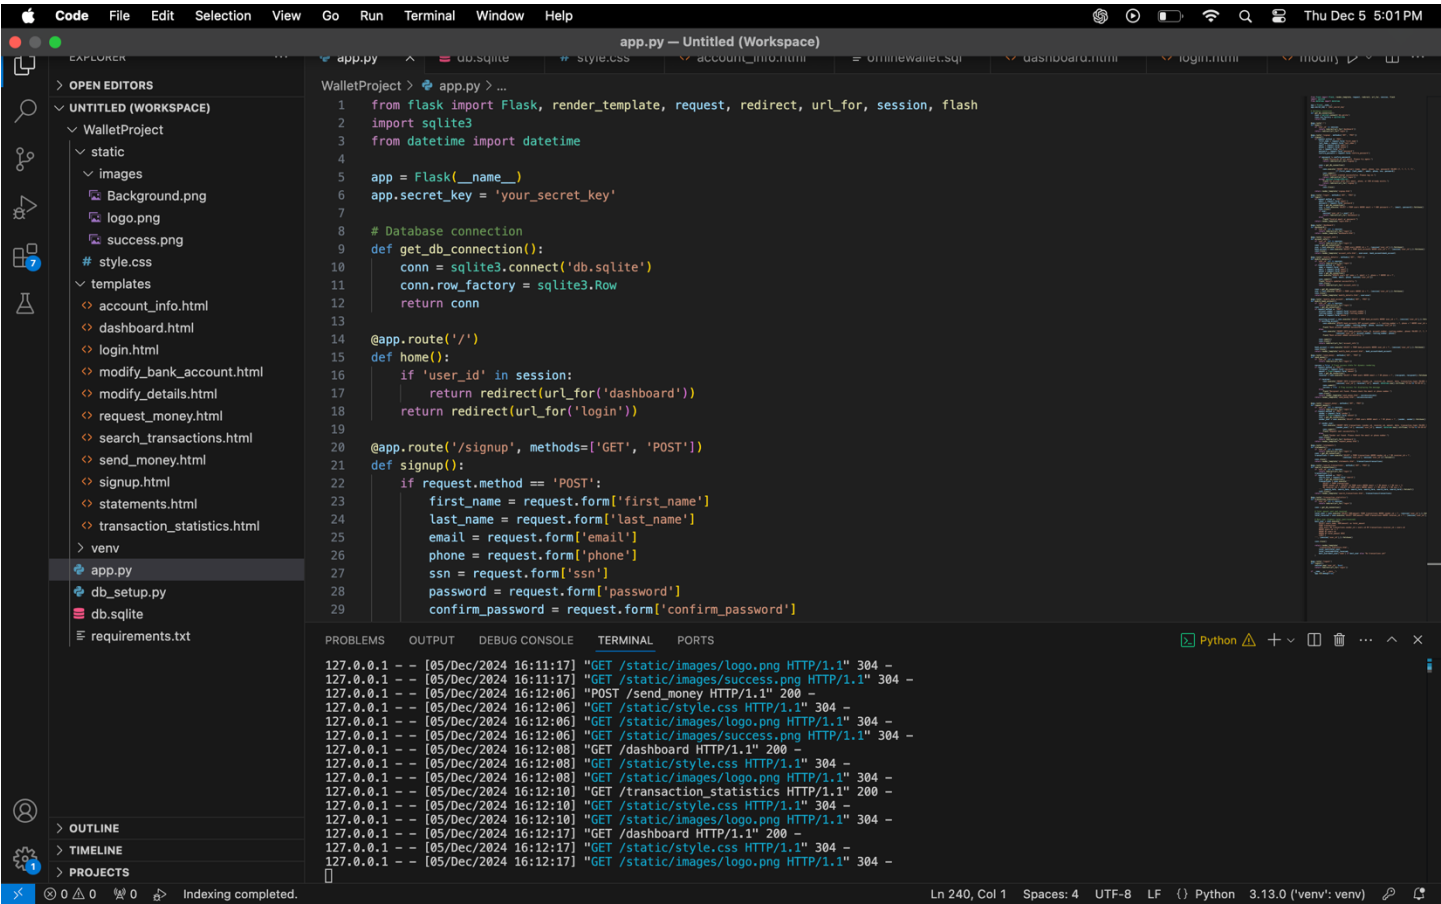 Code File Edit Selection View Go Run Terminal Window Help
Thu Dec 5 5:01 PM
app.py — Untitled (Workspace)
EXPLORER
app.py
db.sqlite
# style.css
account_info.html
dashboard.html
login.html
OPEN EDITORS
UNTITLED (WORKSPACE)
WalletProject
static
images
Background.png
logo.png
success.png
# style.css
templates
account_info.html
dashboard.html
login.html
modify_bank_account.html
modify_details.html
request_money.html
search_transactions.html
send_money.html
signup.html
statements.html
transaction_statistics.html
venv
app.py
db_setup.py
db.sqlite
requirements.txt
OUTLINE
TIMELINE
PROJECTS
7
1
WalletProject > app.py > ...
1 from flask import Flask, render_template, request, redirect, url_for, session, flash
2 import sqlite3
3 from datetime import datetime
4
5 app = Flask(__name__)
6 app.secret_key = 'your_secret_key'
7
8 # Database connection
9 def get_db_connection():
10 conn = sqlite3.connect('db.sqlite')
11 conn.row_factory = sqlite3.Row
12 return conn
13
14 @app.route('/')
15 def home():
16 if 'user_id' in session:
17 return redirect(url_for('dashboard'))
18 return redirect(url_for('login'))
19
20 @app.route('/signup', methods=['GET', 'POST'])
21 def signup():
22 if request.method == 'POST':
23 first_name = request.form['first_name']
24 last_name = request.form['last_name']
25 email = request.form['email']
26 phone = request.form['phone']
27 ssn = request.form['ssn']
28 password = request.form['password']
29 confirm_password = request.form['confirm_password']
PROBLEMS OUTPUT DEBUG CONSOLE TERMINAL PORTS
Python
127.0.0.1 - - [05/Dec/2024 16:11:17] "GET /static/images/logo.png HTTP/1.1" 304 -
127.0.0.1 - - [05/Dec/2024 16:11:17] "GET /static/images/success.png HTTP/1.1" 304 -
127.0.0.1 - - [05/Dec/2024 16:12:06] "POST /send_money HTTP/1.1" 200 -
127.0.0.1 - - [05/Dec/2024 16:12:06] "GET /static/style.css HTTP/1.1" 304 -
127.0.0.1 - - [05/Dec/2024 16:12:06] "GET /static/images/logo.png HTTP/1.1" 304 -
127.0.0.1 - - [05/Dec/2024 16:12:06] "GET /static/images/success.png HTTP/1.1" 304 -
127.0.0.1 - - [05/Dec/2024 16:12:08] "GET /dashboard HTTP/1.1" 200 -
127.0.0.1 - - [05/Dec/2024 16:12:08] "GET /static/style.css HTTP/1.1" 304 -
127.0.0.1 - - [05/Dec/2024 16:12:08] "GET /static/images/logo.png HTTP/1.1" 304 -
127.0.0.1 - - [05/Dec/2024 16:12:10] "GET /transaction_statistics HTTP/1.1" 200 -
127.0.0.1 - - [05/Dec/2024 16:12:10] "GET /static/style.css HTTP/1.1" 304 -
127.0.0.1 - - [05/Dec/2024 16:12:10] "GET /static/images/logo.png HTTP/1.1" 304 -
127.0.0.1 - - [05/Dec/2024 16:12:17] "GET /dashboard HTTP/1.1" 200 -
127.0.0.1 - - [05/Dec/2024 16:12:17] "GET /static/style.css HTTP/1.1" 304 -
127.0.0.1 - - [05/Dec/2024 16:12:17] "GET /static/images/logo.png HTTP/1.1" 304 -
0 0 0 Indexing completed.
Ln 240, Col 1 Spaces: 4 UTF-8 LF {} Python 3.13.0 ('venv': venv)